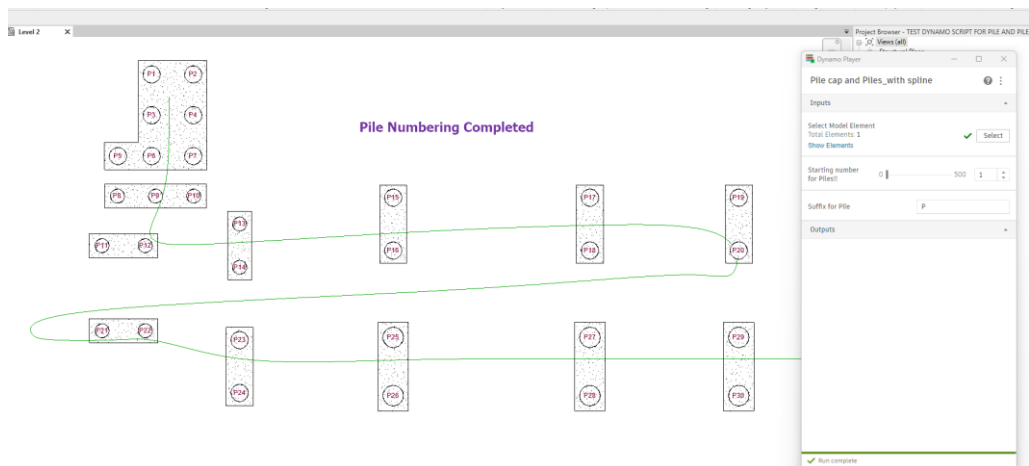 Level 2 X
Project Browser - TEST DYNAMO SCRIPT FOR PILE AND PILE
Views (all)
Dynamo Player
Pile cap and Piles_with spline
Inputs
Select Model Element
Total Elements: 1
Show Elements
Select
Starting number
for Piles!!
0
500
1
Suffix for Pile
P
Outputs
Run complete
Pile Numbering Completed
P1 P2
P3 P4
P5 P6 P7
P8 P9 P10
P11 P12
P13
P14
P15
P16
P17
P18
P19
P20
P21 P22
P23
P24
P25
P26
P27
P28
P29
P30